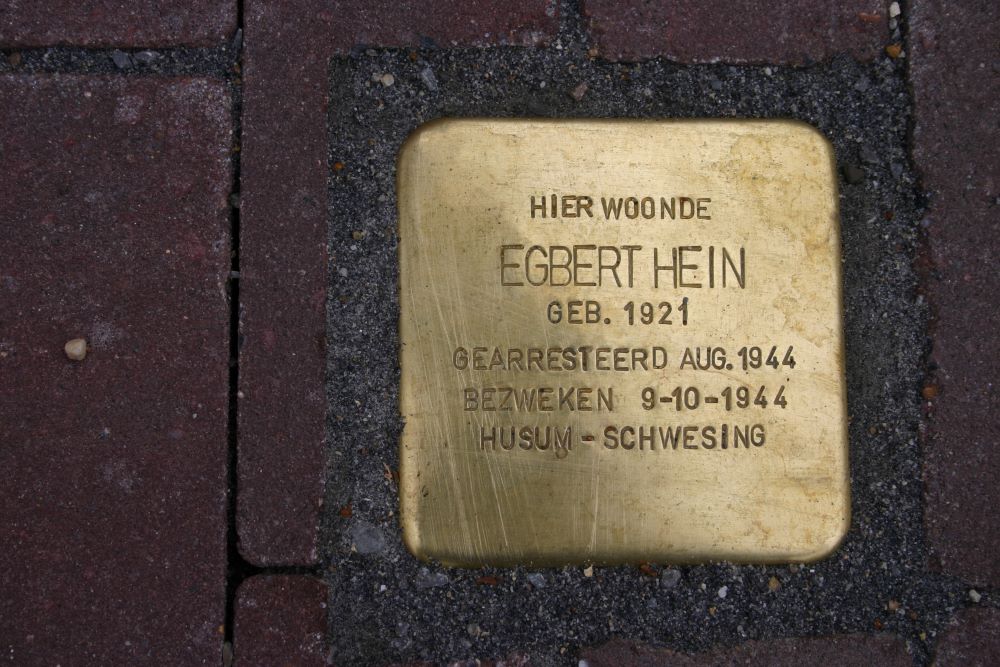 HIER WOONDE
EGBERT HEIN
GEB. 1921
GEARRESTEERD AUG. 1944
BEZWEKEN 9-10-1944
HUSUM - SCHWESING